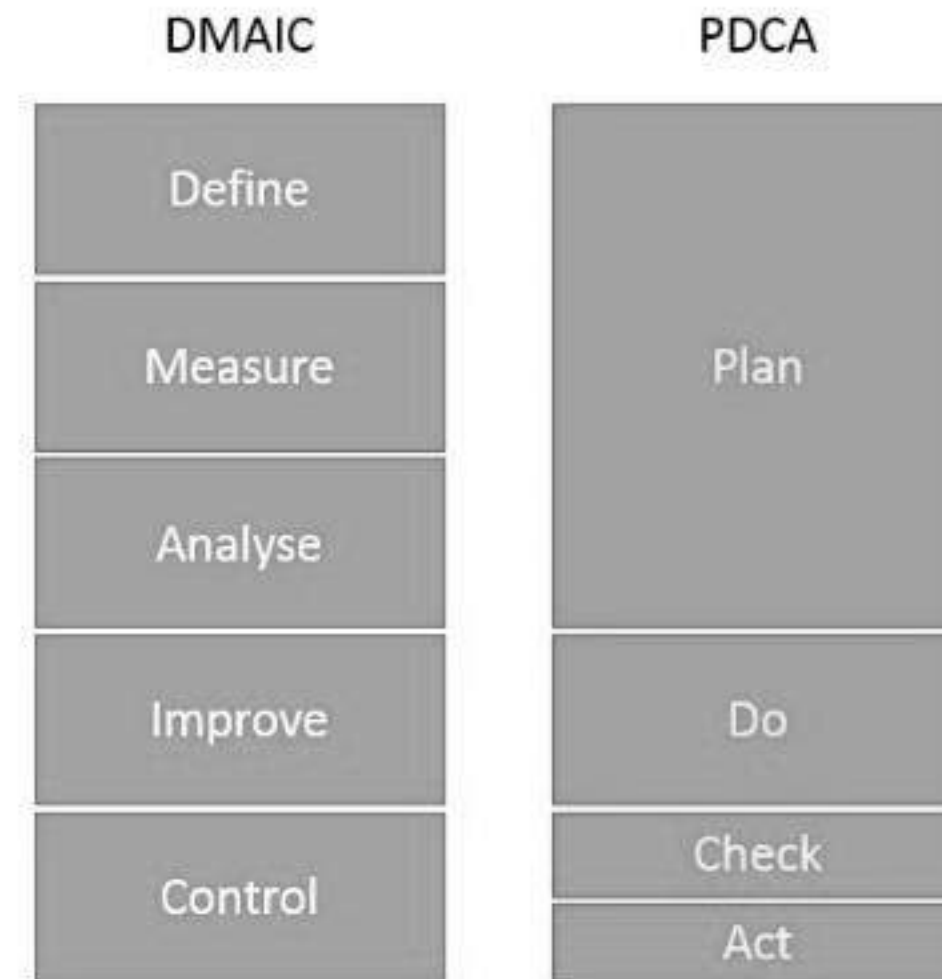 DMAIC
PDCA
Define
Measure
Analyse
Improve
Control
Plan
Do
Check
Act